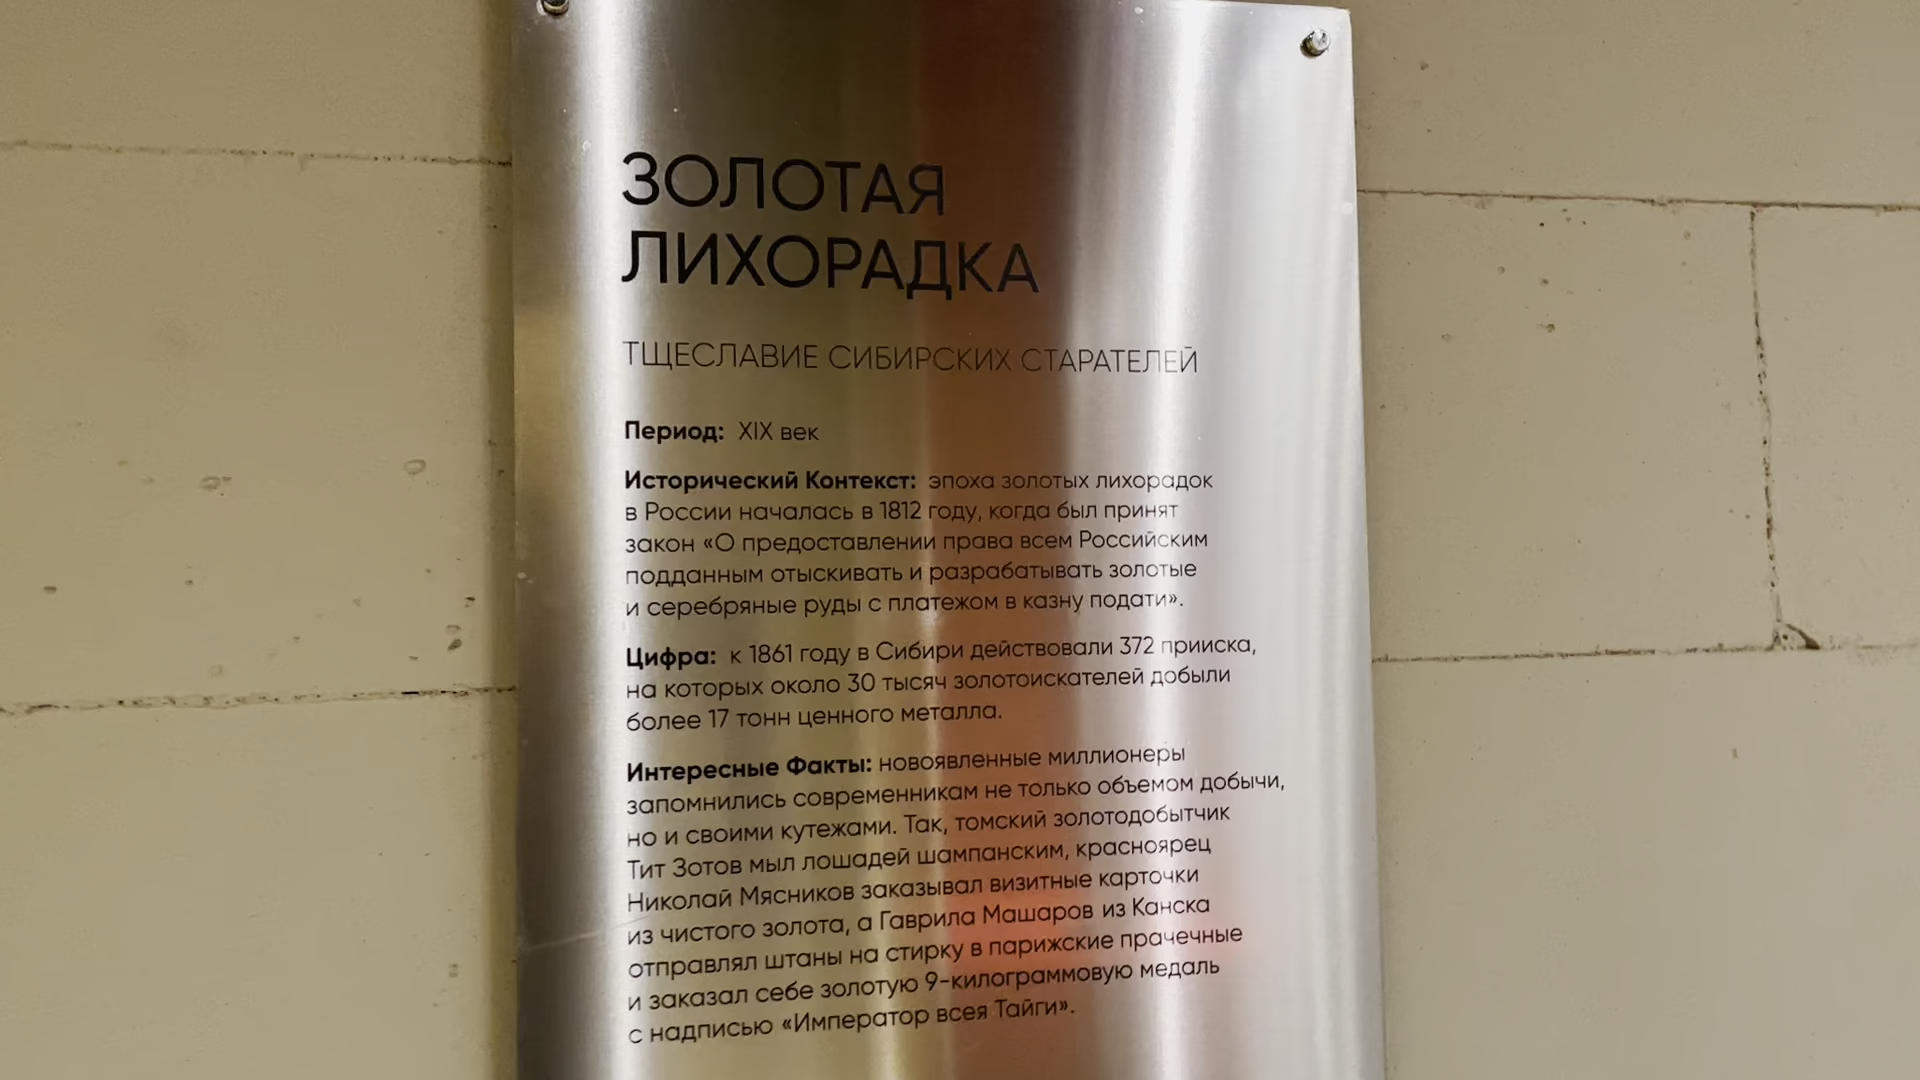 ЗОЛОТАЯ
ЛИХОРАДКА
ТЩЕСЛАВИЕ СИБИРСКИХ СТАРАТЕЛЕЙ
Период: XIX век
Исторический Контекст: эпоха золотых лихорадок
в России началась в 1812 году, когда был принят
закон «О предоставлении права всем Российским
подданным отыскивать и разрабатывать золотые
и серебряные руды с платежом в казну подати».
Цифра: к 1861 году в Сибири действовали 372 прииска,
на которых около 30 тысяч золотоискателей добыли
более 17 тонн ценного металла.
Интересные Факты: новоявленные миллионеры
запомнились современникам не только объемом добычи,
но и своими кутежами. Так, томский золотодобытчик
Тит Зотов мыл лошадей шампанским, красноярец
Николай Мясников заказывал визитные карточки
из чистого золота, а Гаврила Машаров из Канска
отправлял штаны на стирку в парижские прачечные
и заказал себе золотую 9-килограммовую медаль
с надписью «Император всея Тайги».